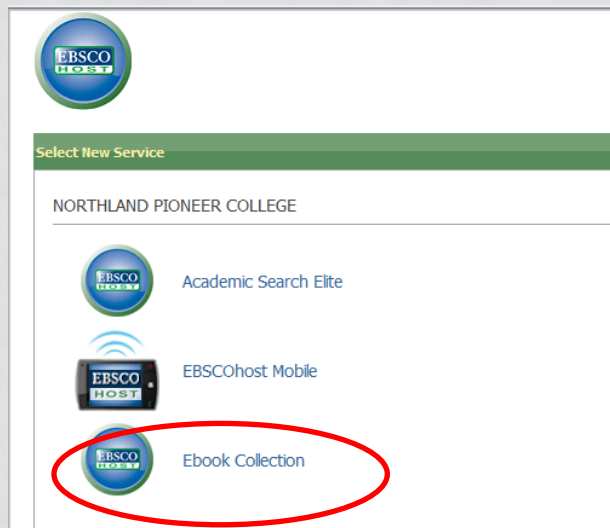 EBSCO
HOST
Select New Service
NORTHLAND PIONEER COLLEGE
EBSCO
HOST
Academic Search Elite
EBSCO
HOST
EBSCOhost Mobile
EBSCO
HOST
Ebook Collection